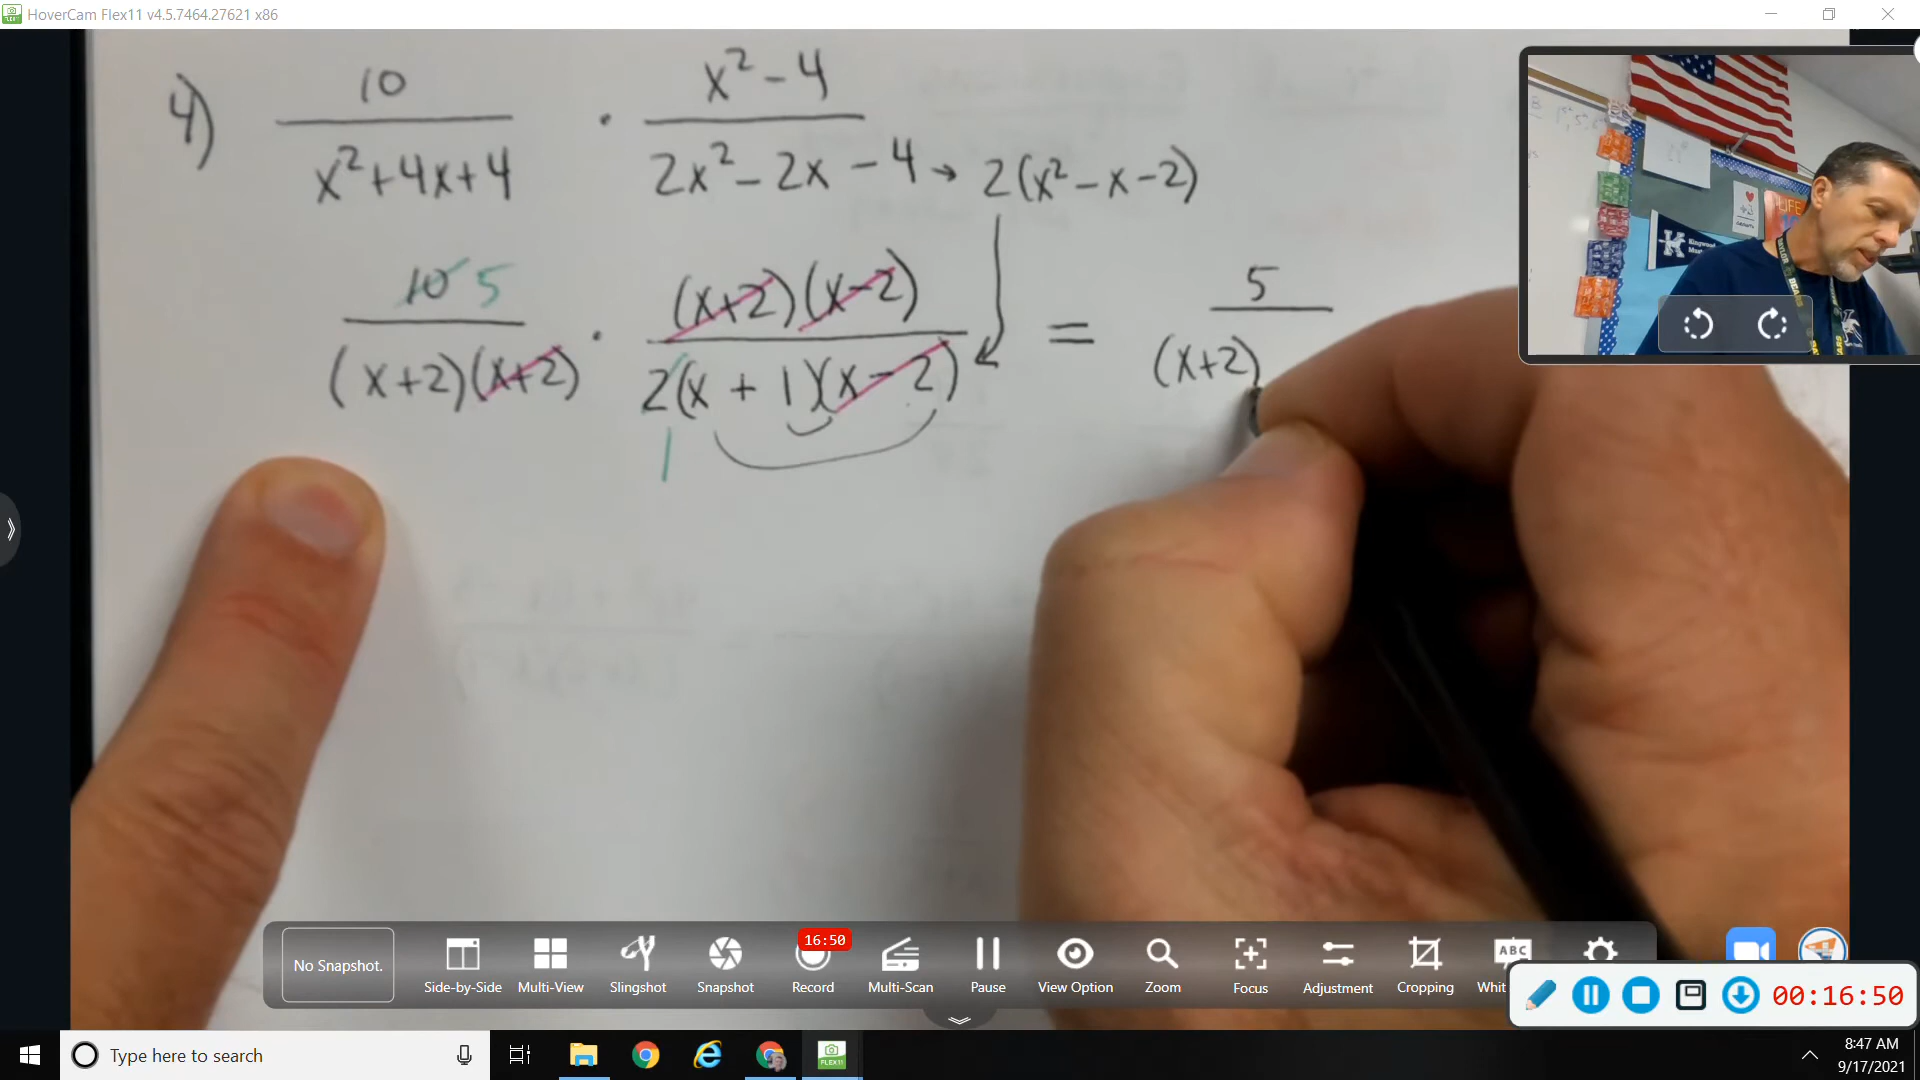 HoverCam Flex11 v4.5.7464.27621 x86
4) 10 / (x²+4x+4) · (x²-4) / (2x²-2x-4) → 2(x²-x-2)
10 5 / (x+2)(x+2) · (x+2)(x-2) / 2(x+1)(x-2) = 5 / (x+2)
1
LIFE
No Snapshot.
Side-by-Side
Multi-View
Slingshot
Snapshot
16:50
Record
Multi-Scan
Pause
View Option
Zoom
Focus
Adjustment
Cropping
ABC
Whit
00:16:50
Type here to search
FLEX11
8:47 AM
9/17/2021